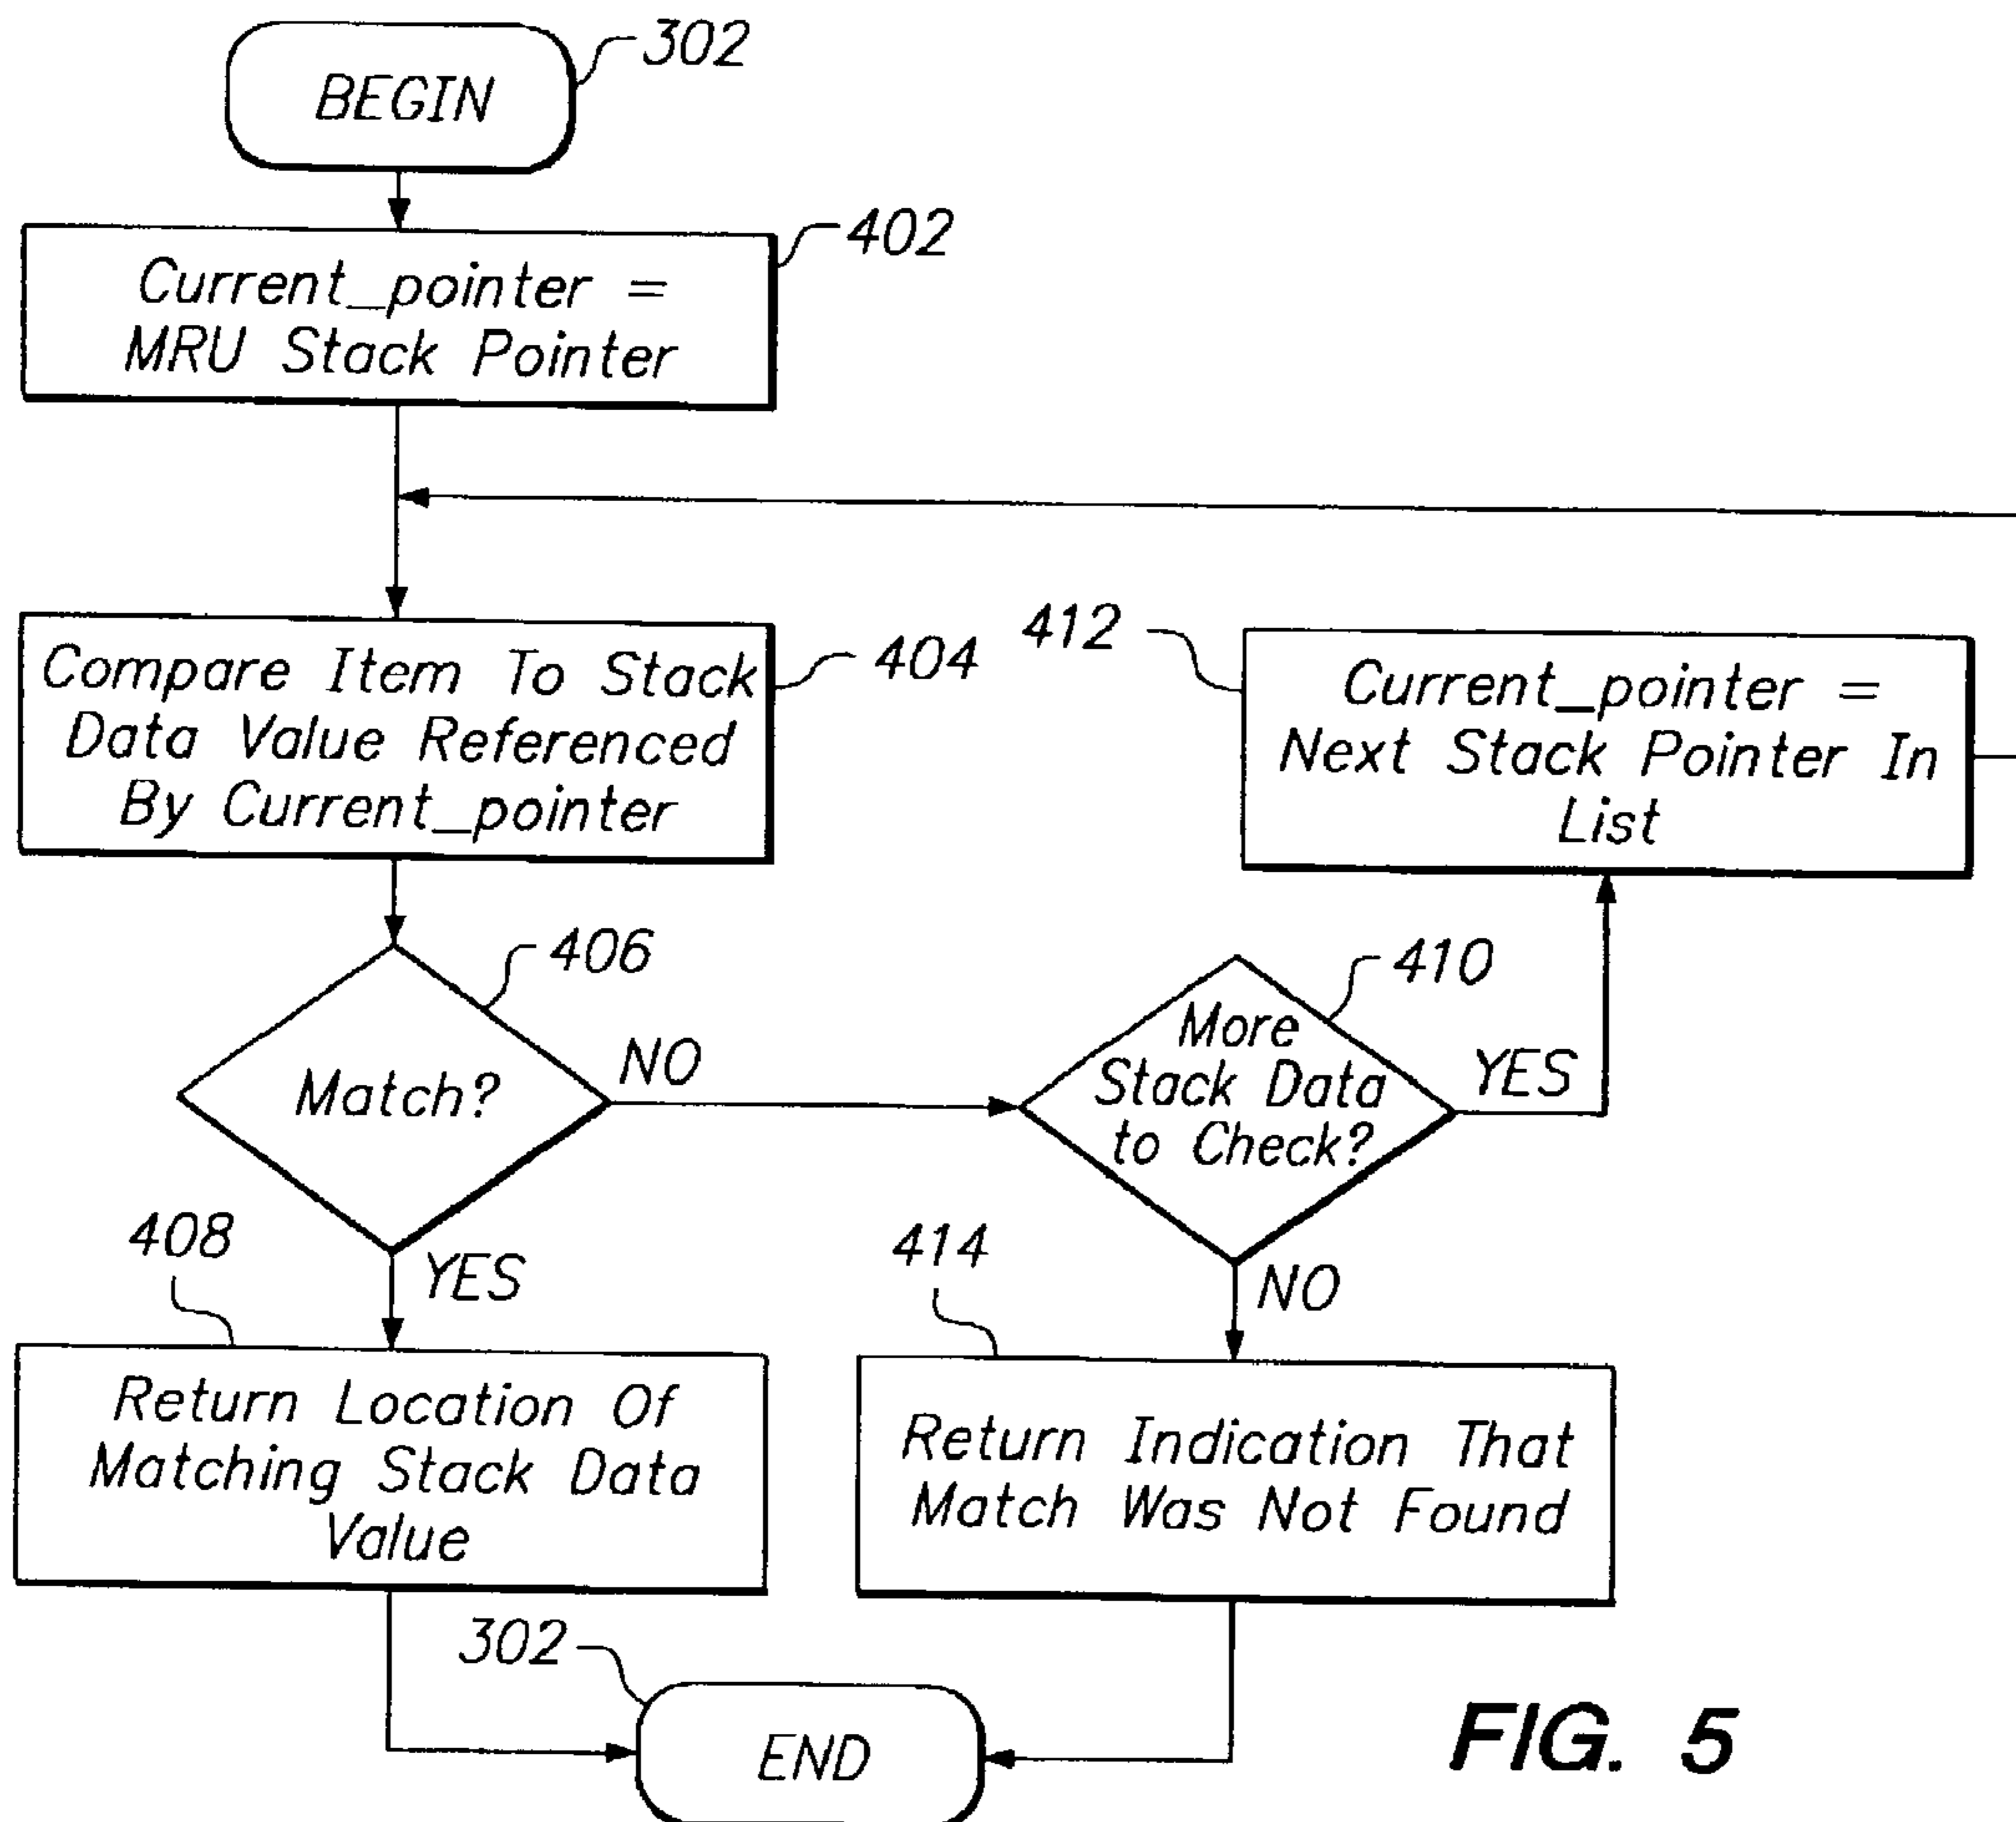 BEGIN
302
402
Current_pointer =
MRU Stack Pointer
404
Compare Item To Stack
Data Value Referenced
By Current_pointer
412
Current_pointer =
Next Stack Pointer In
List
406
Match?
NO
YES
410
More
Stack Data
to Check?
YES
NO
408
Return Location Of
Matching Stack Data
Value
414
Return Indication That
Match Was Not Found
302
END
FIG. 5